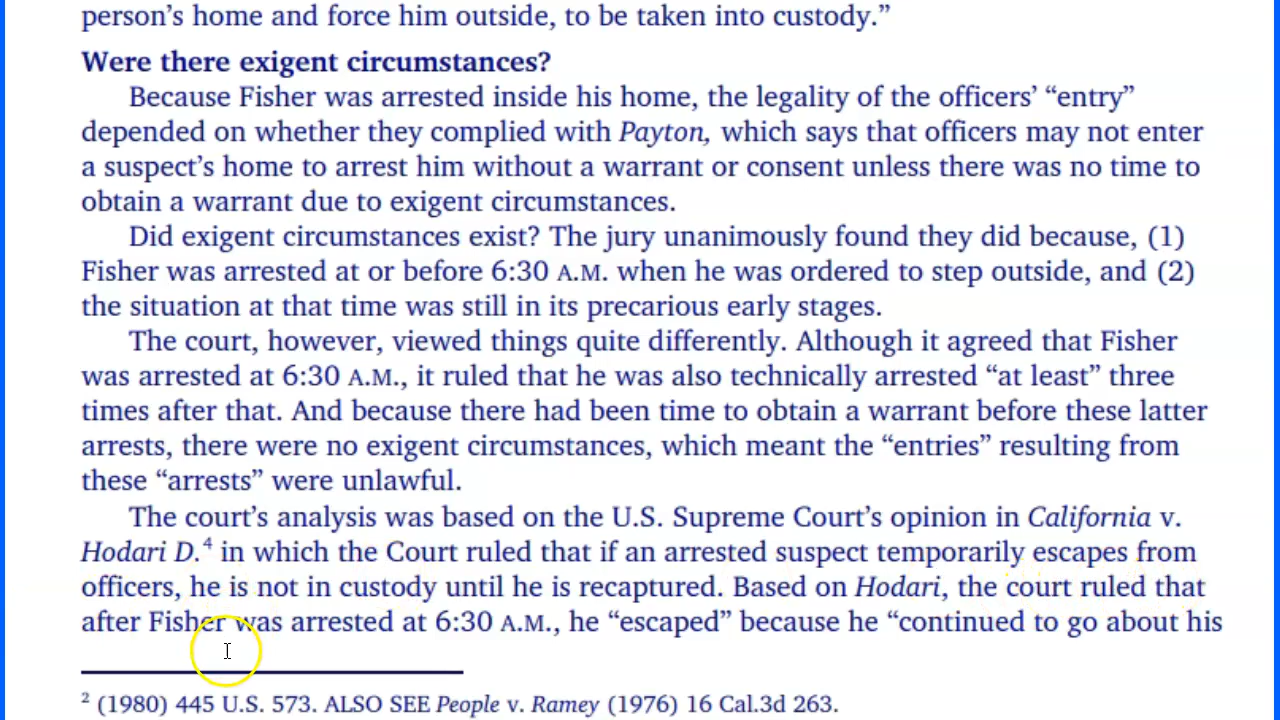 person’s home and force him outside, to be taken into custody.”
Were there exigent circumstances?
Because Fisher was arrested inside his home, the legality of the officers’ “entry”
depended on whether they complied with Payton, which says that officers may not enter
a suspect’s home to arrest him without a warrant or consent unless there was no time to
obtain a warrant due to exigent circumstances.
Did exigent circumstances exist? The jury unanimously found they did because, (1)
Fisher was arrested at or before 6:30 A.M. when he was ordered to step outside, and (2)
the situation at that time was still in its precarious early stages.
The court, however, viewed things quite differently. Although it agreed that Fisher
was arrested at 6:30 A.M., it ruled that he was also technically arrested “at least” three
times after that. And because there had been time to obtain a warrant before these latter
arrests, there were no exigent circumstances, which meant the “entries” resulting from
these “arrests” were unlawful.
The court’s analysis was based on the U.S. Supreme Court’s opinion in California v.
Hodari D.⁴ in which the Court ruled that if an arrested suspect temporarily escapes from
officers, he is not in custody until he is recaptured. Based on Hodari, the court ruled that
after Fisher was arrested at 6:30 A.M., he “escaped” because he “continued to go about his
² (1980) 445 U.S. 573. ALSO SEE People v. Ramey (1976) 16 Cal.3d 263.